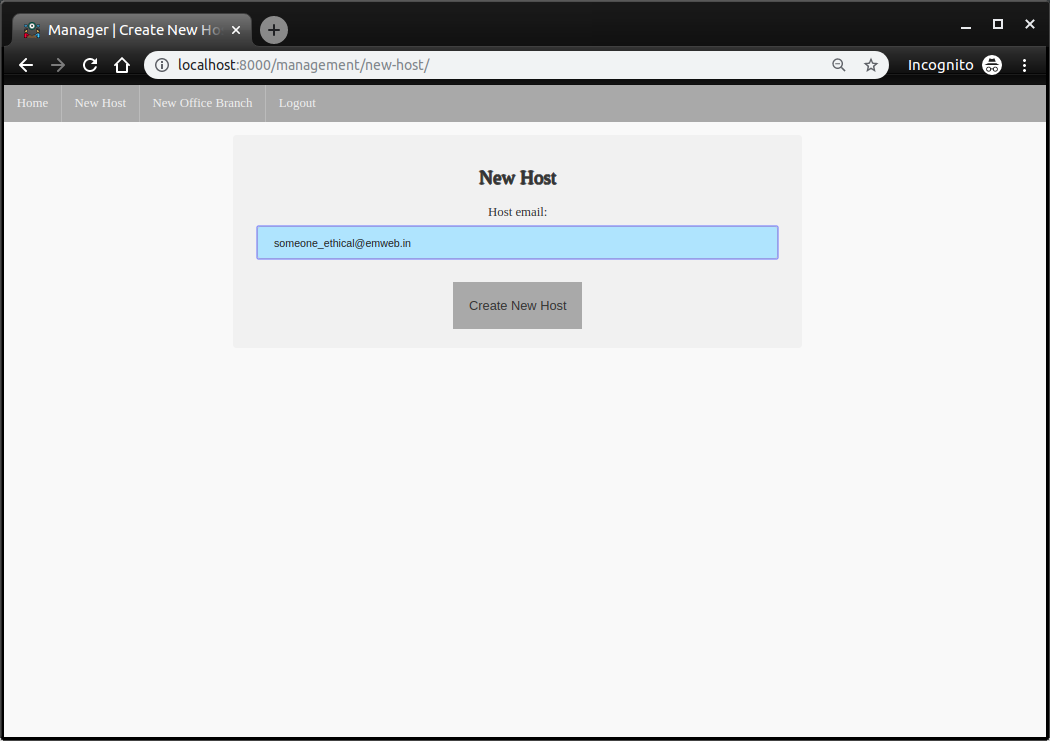 Manager | Create New Ho
localhost:8000/management/new-host/
Incognito
Home
New Host
New Office Branch
Logout
New Host
Host email:
someone_ethical@emweb.in
Create New Host